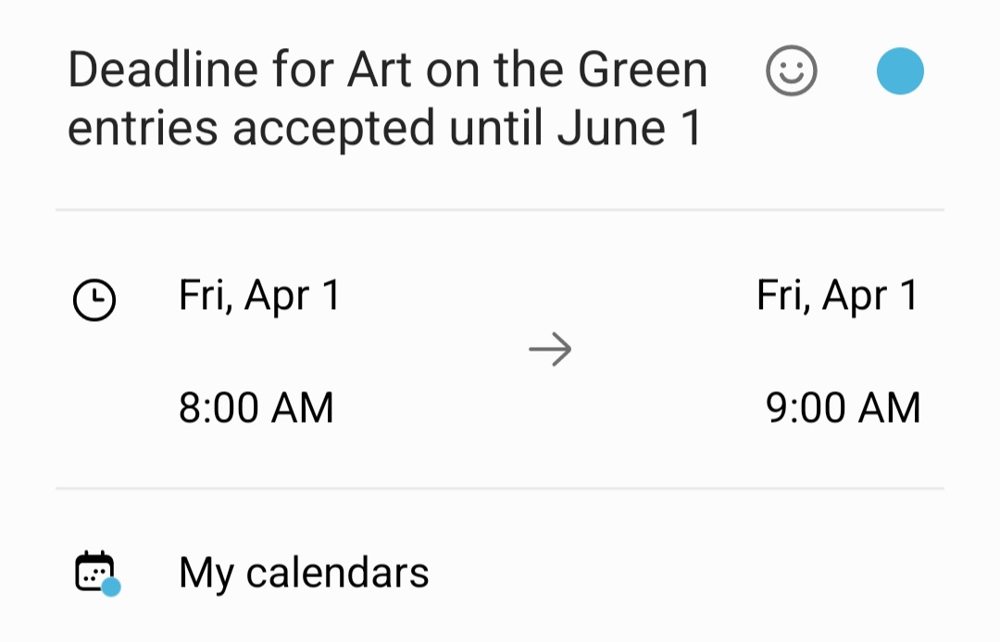 Deadline for Art on the Green
entries accepted until June 1
Fri, Apr 1
Fri, Apr 1
8:00 AM
9:00 AM
My calendars